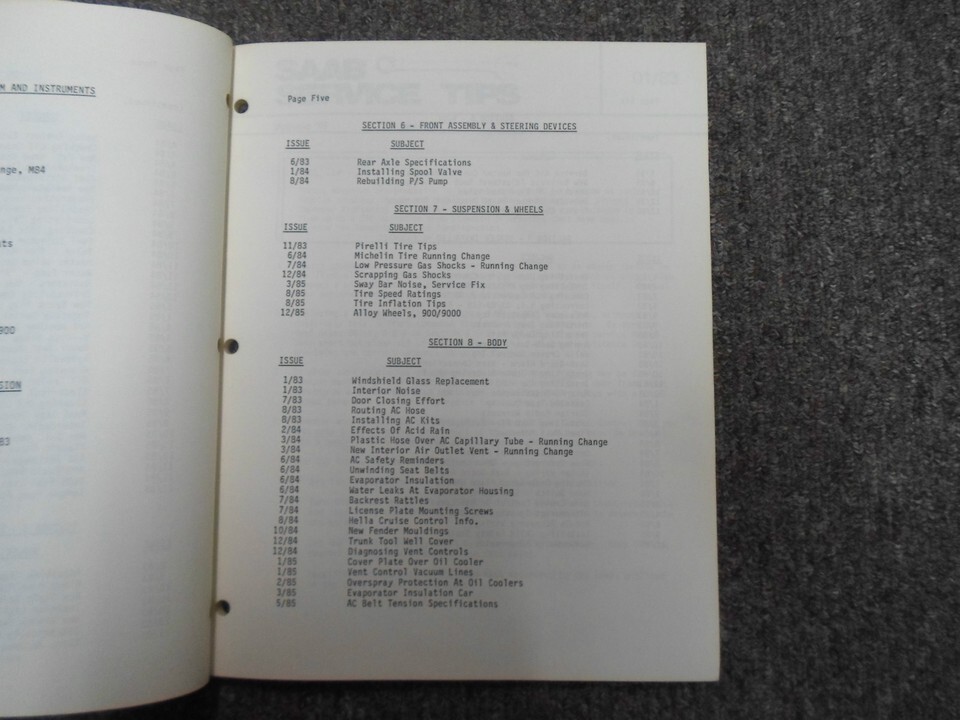 M AND INSTRUMENTS
nge, M84
ts
900
SION
83
SAAB
SERVICE TIPS
Page Five
SECTION 6 - FRONT ASSEMBLY & STEERING DEVICES
ISSUE SUBJECT
6/83 Rear Axle Specifications
1/84 Installing Spool Valve
8/84 Rebuilding P/S Pump
SECTION 7 - SUSPENSION & WHEELS
ISSUE SUBJECT
11/83 Pirelli Tire Tips
6/84 Michelin Tire Running Change
7/84 Low Pressure Gas Shocks - Running Change
12/84 Scrapping Gas Shocks
3/85 Sway Bar Noise, Service Fix
8/85 Tire Speed Ratings
8/85 Tire Inflation Tips
12/85 Alloy Wheels, 900/9000
SECTION 8 - BODY
ISSUE SUBJECT
1/83 Windshield Glass Replacement
1/83 Interior Noise
7/83 Door Closing Effort
8/83 Routing AC Hose
8/83 Installing AC Kits
2/84 Effects Of Acid Rain
3/84 Plastic Hose Over AC Capillary Tube - Running Change
3/84 New Interior Air Outlet Vent - Running Change
6/84 AC Safety Reminders
6/84 Unwinding Seat Belts
6/84 Evaporator Insulation
6/84 Water Leaks At Evaporator Housing
7/84 Backrest Rattles
7/84 License Plate Mounting Screws
8/84 Hella Cruise Control Info.
10/84 New Fender Mouldings
12/84 Trunk Tool Well Cover
12/84 Diagnosing Vent Controls
1/85 Cover Plate Over Oil Cooler
1/85 Vent Control Vacuum Lines
2/85 Overspray Protection At Oil Coolers
3/85 Evaporator Insulation Car
5/85 AC Belt Tension Specifications